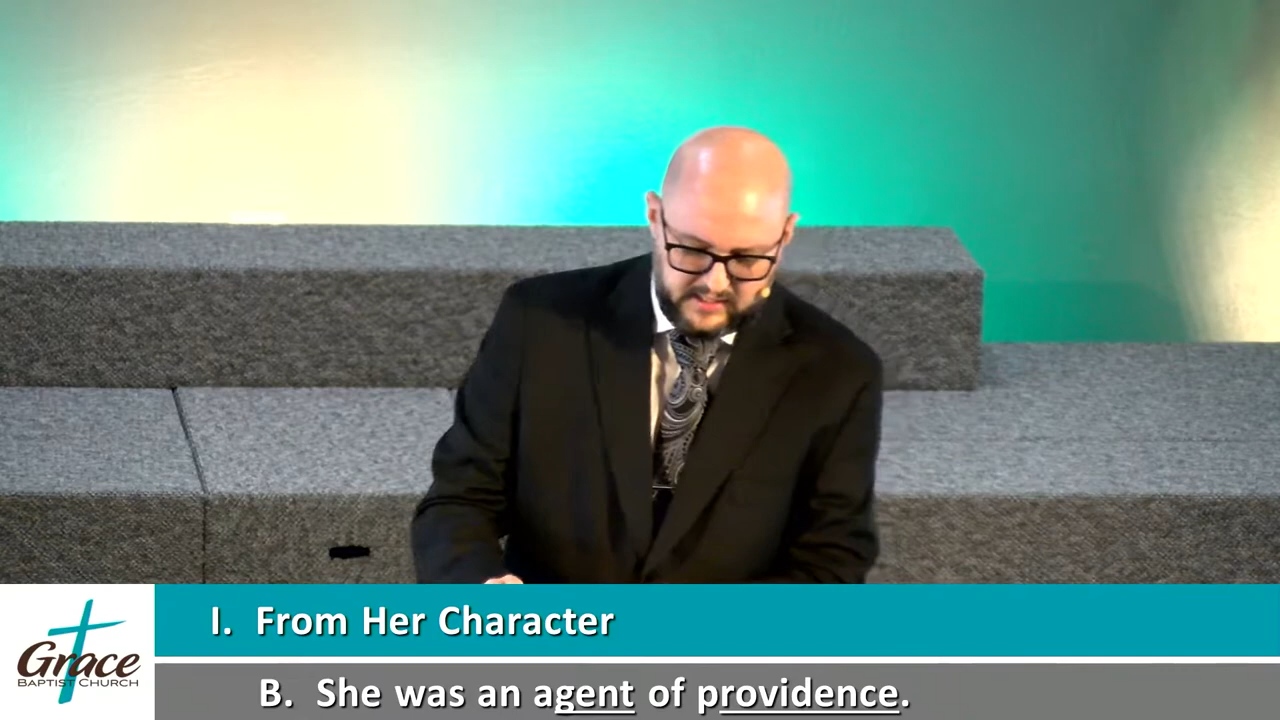 I. From Her Character
Grace
BAPTIST CHURCH
B. She was an agent of providence.